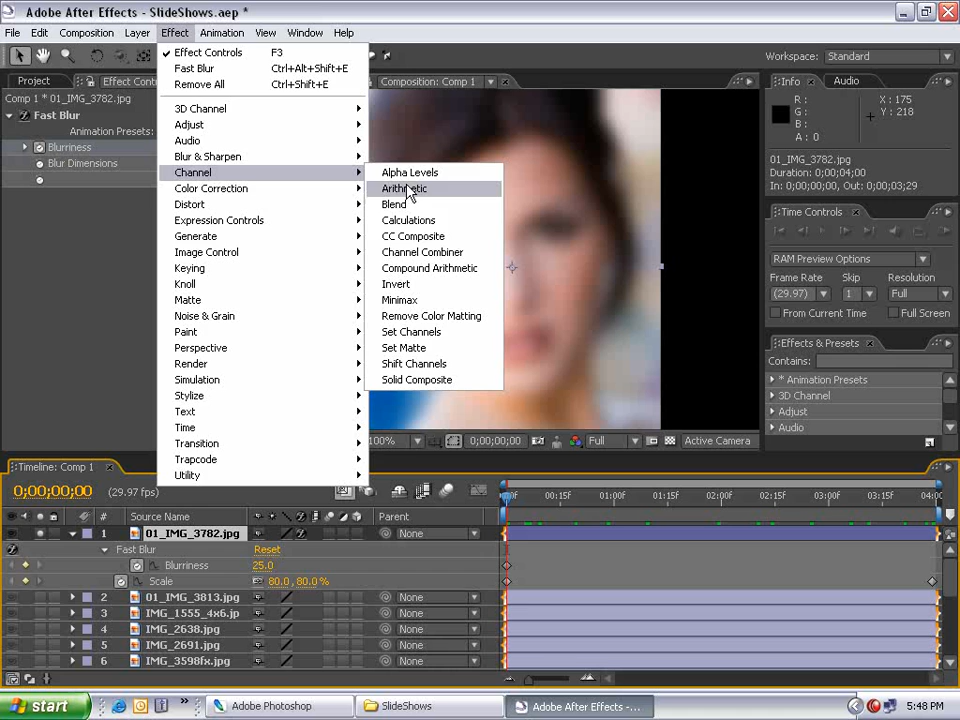 Adobe After Effects - SlideShows.aep *
File Edit Composition Layer Effect Animation View Window Help
Workspace: Standard
Project Effect Cont Composition: Comp 1 Info Audio
Comp 1 * 01_IMG_3782.jpg
Fast Blur
Animation Presets:
Blurriness
Blur Dimensions
Effect Controls F3
Fast Blur Ctrl+Alt+Shift+E
Remove All Ctrl+Shift+E
3D Channel
Adjust
Audio
Blur & Sharpen
Channel
Color Correction
Distort
Expression Controls
Generate
Image Control
Keying
Knoll
Matte
Noise & Grain
Paint
Perspective
Render
Simulation
Stylize
Text
Time
Transition
Trapcode
Utility
Alpha Levels
Arithmetic
Blend
Calculations
CC Composite
Channel Combiner
Compound Arithmetic
Invert
Minimax
Remove Color Matting
Set Channels
Set Matte
Shift Channels
Solid Composite
R : X : 175
G : Y : 218
B :
A : 0
01_IMG_3782.jpg
Duration: 0;00;04;00
In: 0;00;00;00, Out: 0;00;03;29
Time Controls
RAM Preview Options
Frame Rate Skip Resolution
(29.97) 1 Full
From Current Time Full Screen
Effects & Presets
Contains:
* Animation Presets
3D Channel
Adjust
Audio
100% 0;00;00;00 Full Active Camera
Timeline: Comp 1
0;00;00;00 (29.97 fps)
00:15f 01:00f 01:15f 02:00f 02:15f 03:00f 03:15f 04:00
# Source Name Parent
1 01_IMG_3782.jpg None
Fast Blur Reset
Blurriness 25.0
Scale 80.0, 80.0%
2 01_IMG_3813.jpg None
3 IMG_1555_4x6.jp None
4 IMG_2638.jpg None
5 IMG_2691.jpg None
6 IMG_3598fx.jpg None
start Adobe Photoshop SlideShows Adobe After Effects -... 5:48 PM